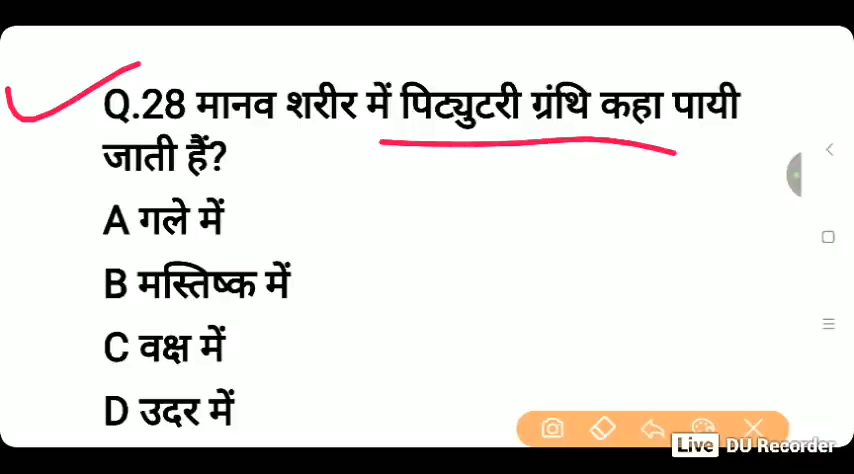 Q.28 मानव शरीर में पिट्युटरी ग्रंथि कहा पायी
जाती हैं?
A गले में
B मस्तिष्क में
C वक्ष में
D उदर में
Live DU Recorder